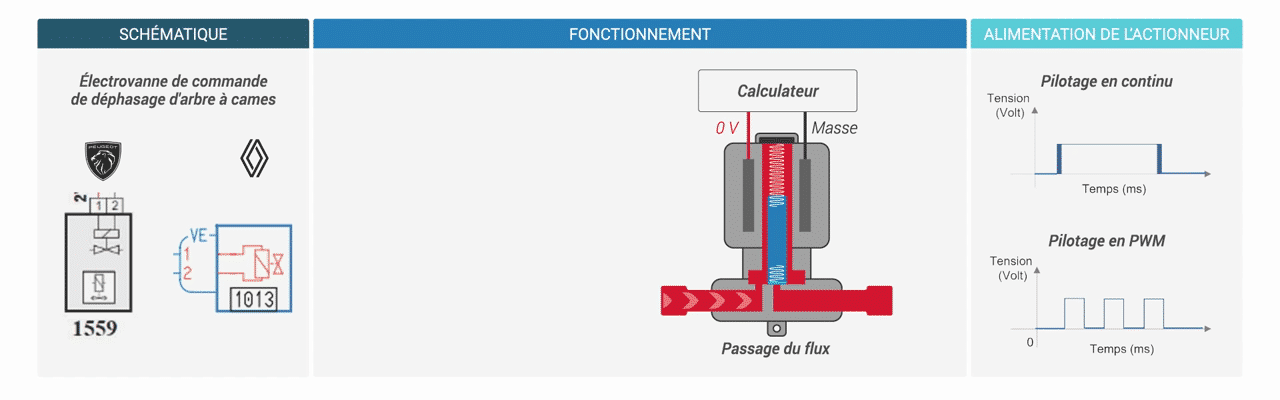 SCHÉMATIQUE
Électrovanne de commande
de déphasage d'arbre à cames
PEUGEOT
2
1 2
1559
VE
1
2
1013
FONCTIONNEMENT
Calculateur
0 V
Masse
Passage du flux
ALIMENTATION DE L'ACTIONNEUR
Pilotage en continu
Tension
(Volt)
Temps (ms)
Pilotage en PWM
Tension
(Volt)
0
Temps (ms)